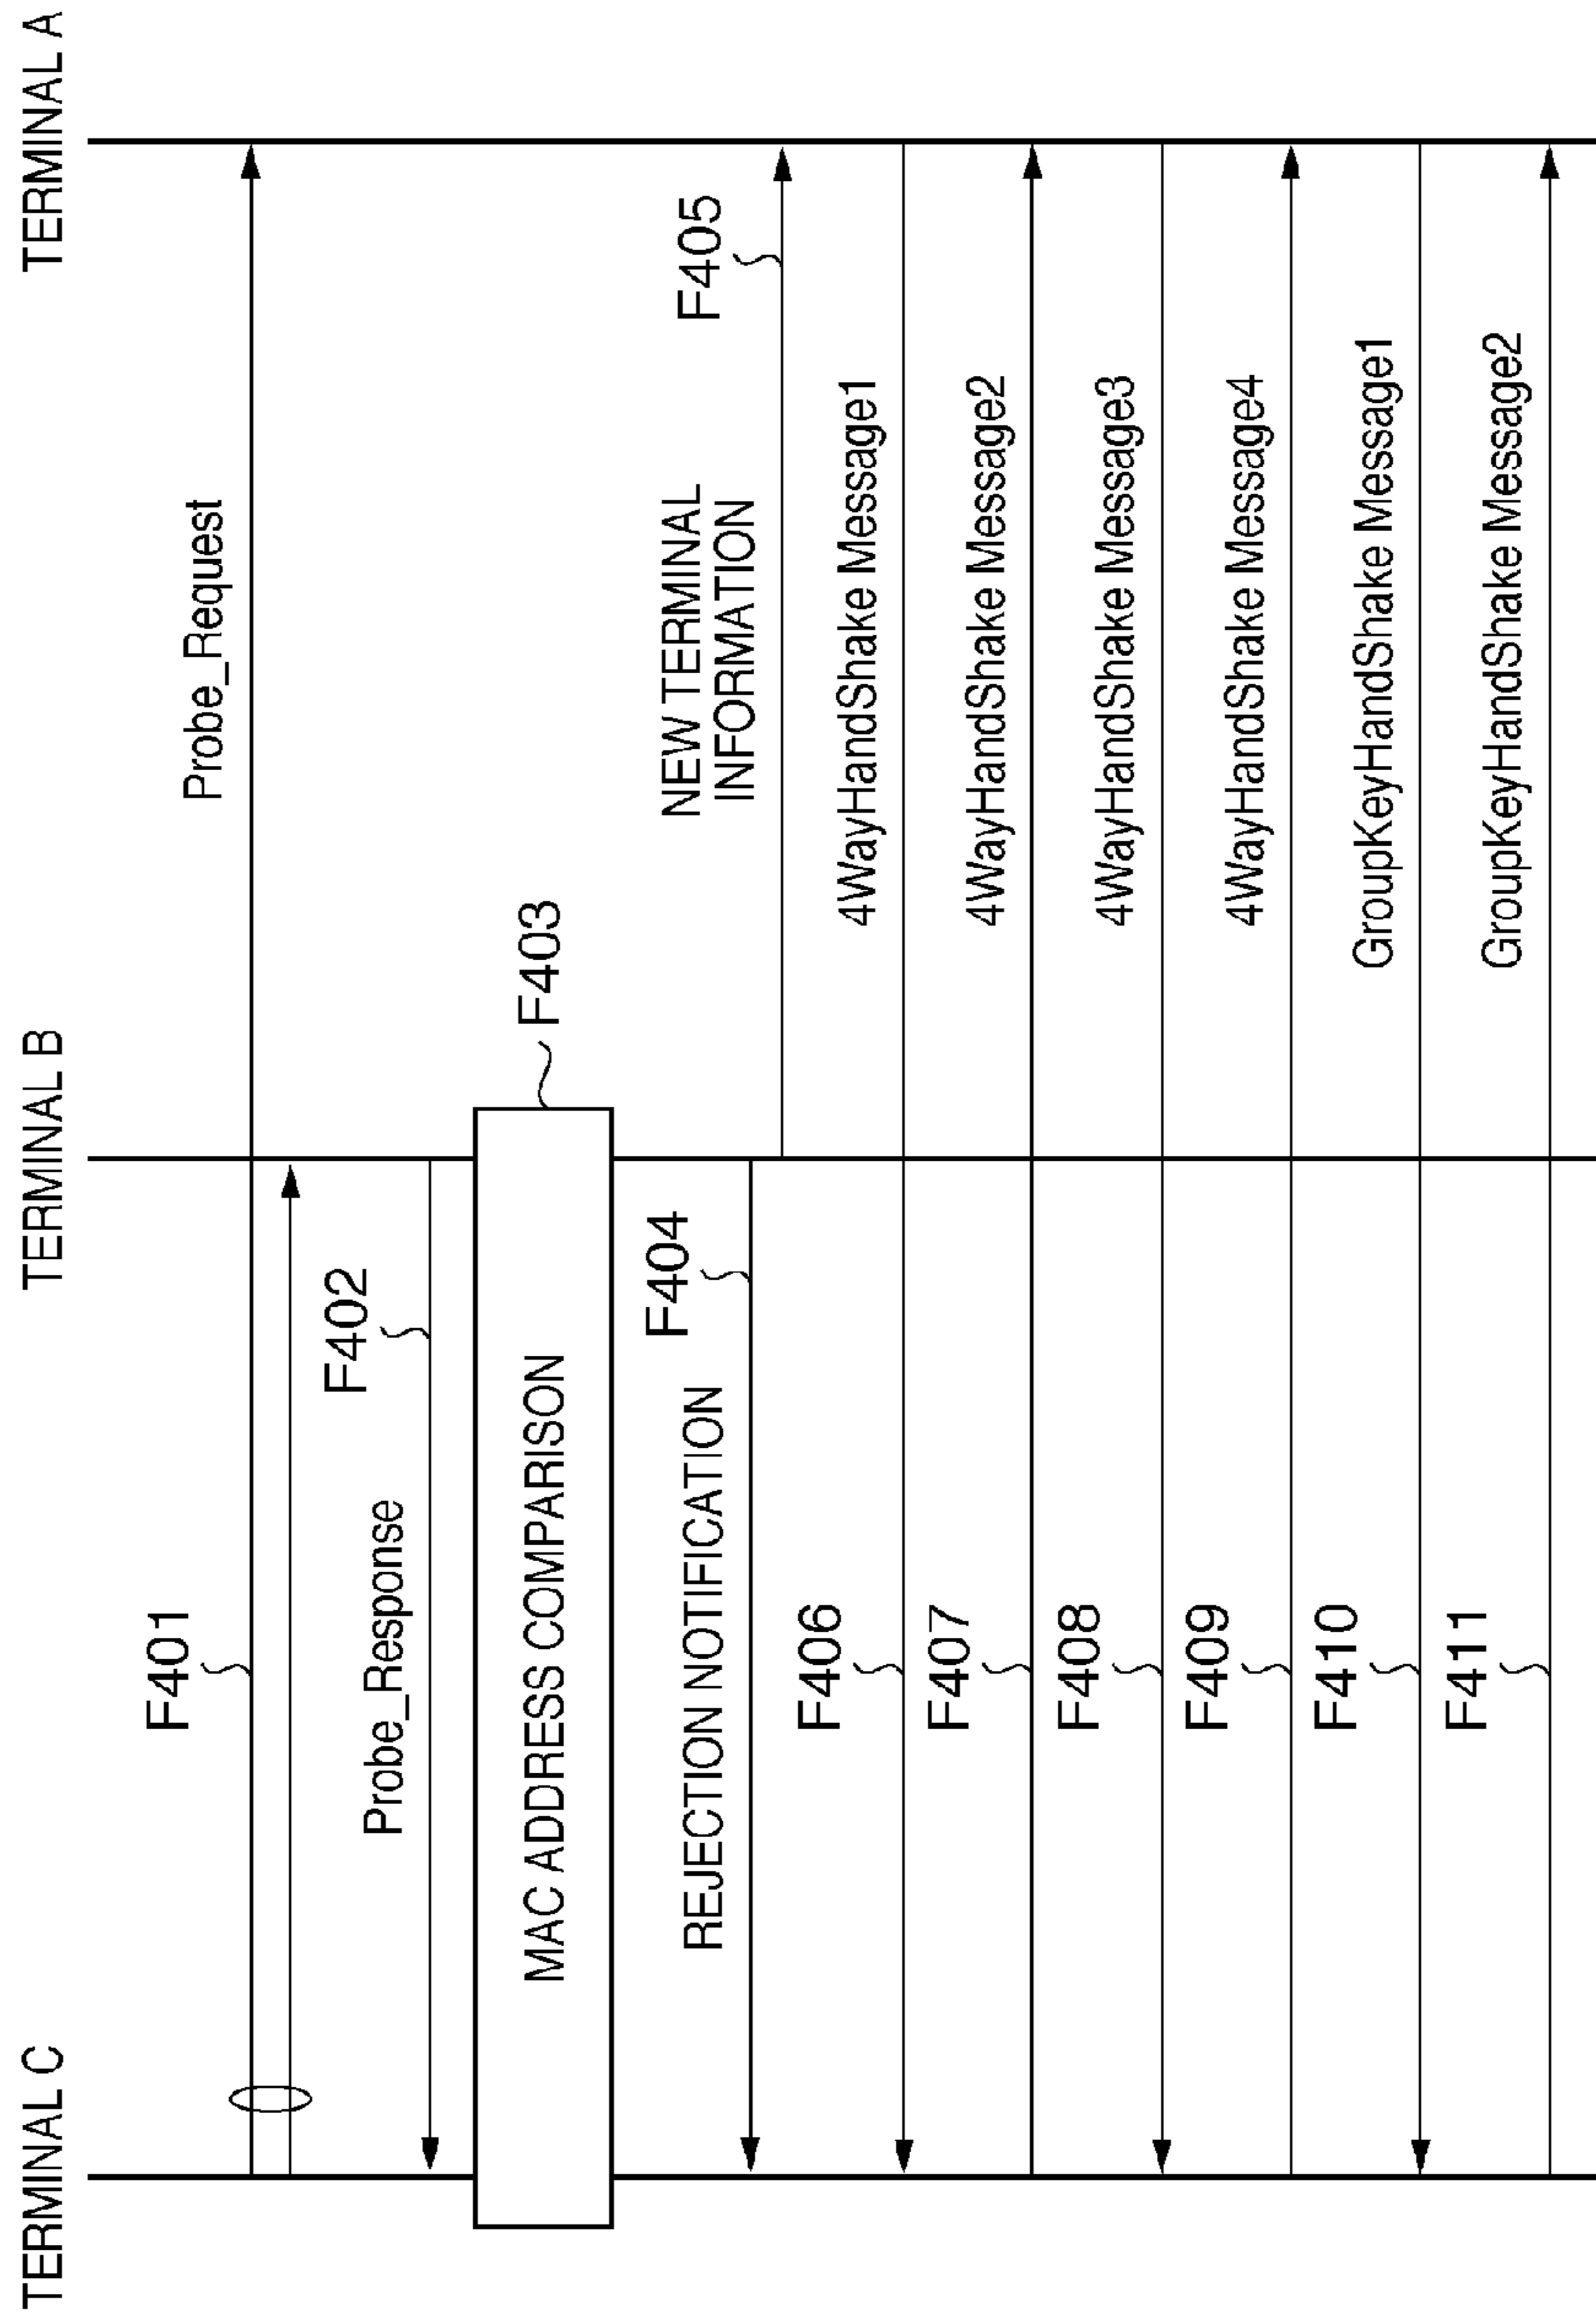 TERMINAL C
TERMINAL B
TERMINAL A
F401
Probe_Request
F402
Probe_Response
MAC ADDRESS COMPARISON
F403
F404
REJECTION NOTIFICATION
F405
NEW TERMINAL
INFORMATION
F406
4WayHandShake Message1
F407
4WayHandShake Message2
F408
4WayHandShake Message3
F409
4WayHandShake Message4
F410
GroupKeyHandShake Message1
F411
GroupKeyHandShake Message2